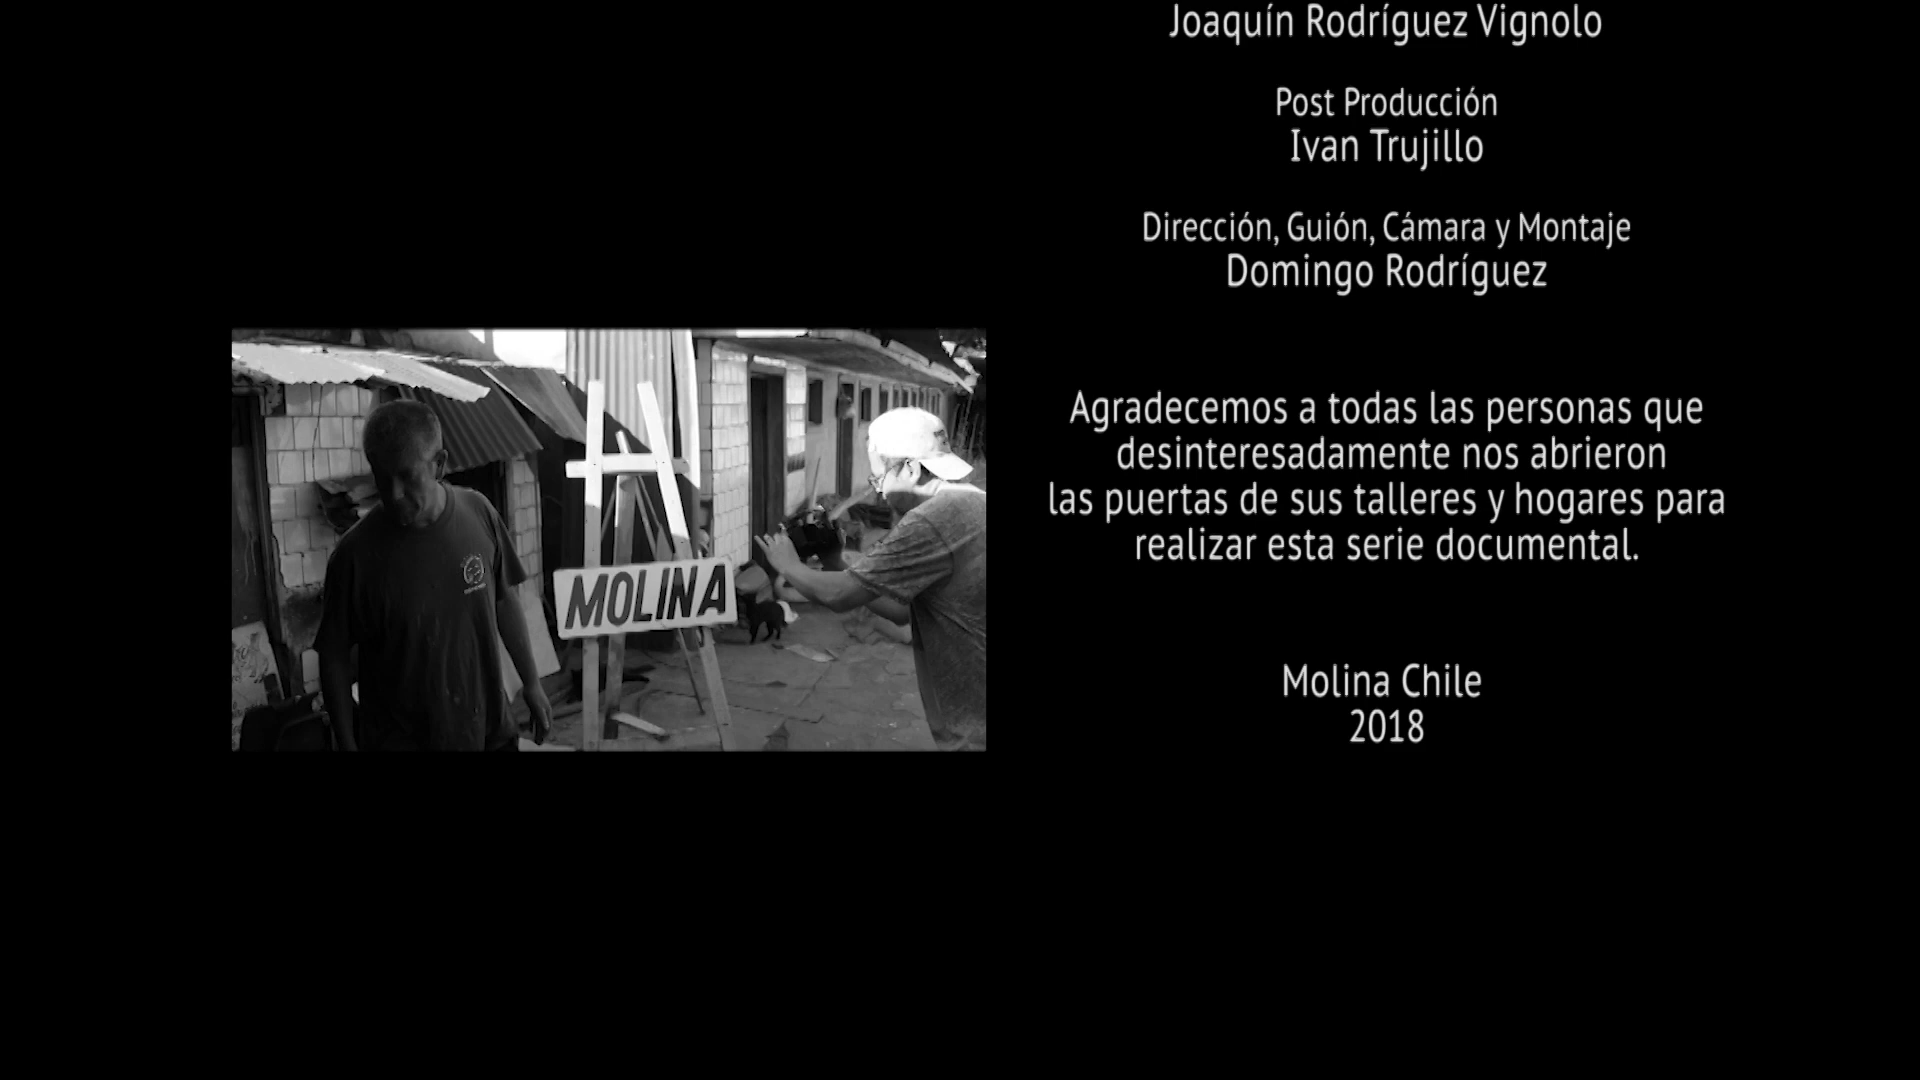 Joaquín Rodríguez Vignolo
Post Producción
Ivan Trujillo
Dirección, Guión, Cámara y Montaje
Domingo Rodríguez
MOLINA
Agradecemos a todas las personas que
desinteresadamente nos abrieron
las puertas de sus talleres y hogares para
realizar esta serie documental.
Molina Chile
2018